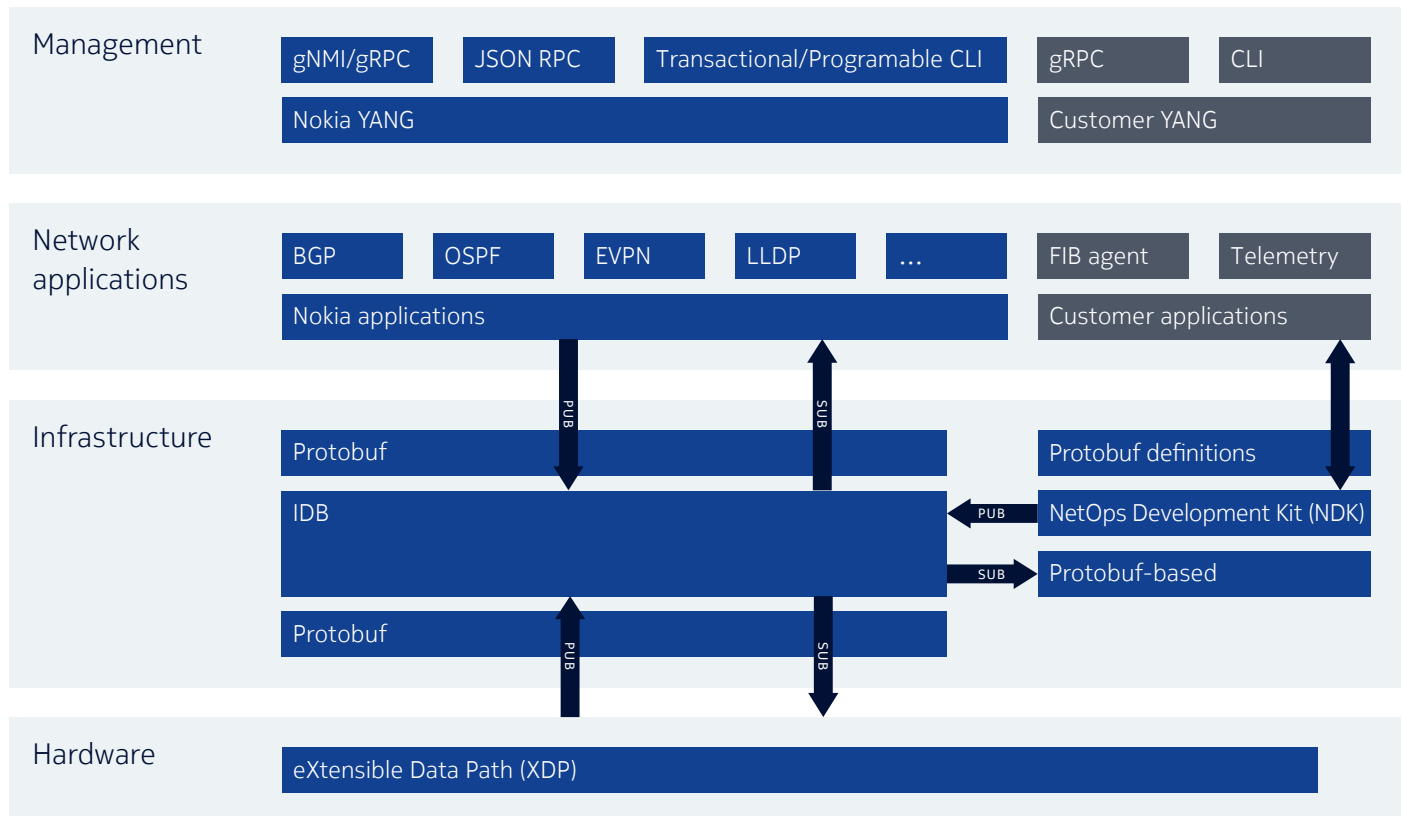 Management
gNMI/gRPC
JSON RPC
Transactional/Programable CLI
gRPC
CLI
Nokia YANG
Customer YANG
Network
applications
BGP
OSPF
EVPN
LLDP
...
FIB agent
Telemetry
Nokia applications
Customer applications
PUB
SUB
Infrastructure
Protobuf
Protobuf definitions
IDB
PUB
NetOps Development Kit (NDK)
SUB
Protobuf-based
Protobuf
PUB
SUB
Hardware
eXtensible Data Path (XDP)